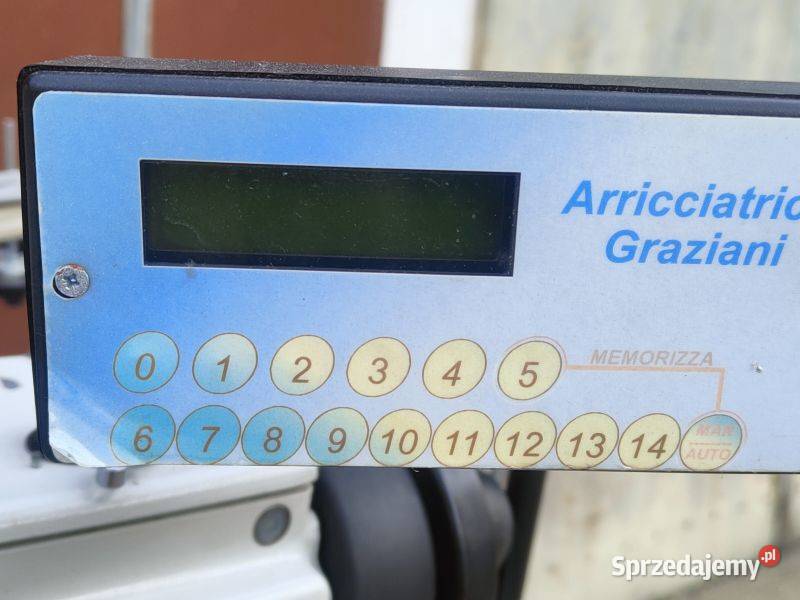 Arricciatric
Graziani
0 1 2 3 4 5 MEMORIZZA
6 7 8 9 10 11 12 13 14 MAN
AUTO
Sprzedajemy.pl